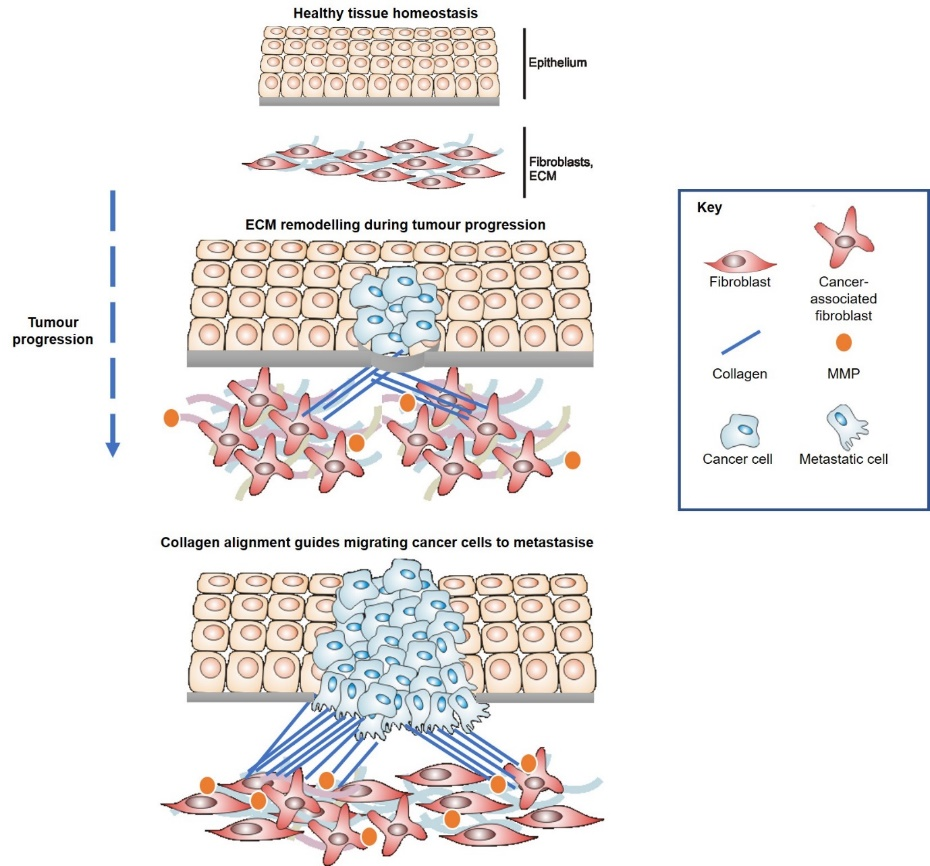 Healthy tissue homeostasis
Epithelium
Fibroblasts,
ECM
ECM remodelling during tumour progression
Tumour
progression
Key
Fibroblast
Cancer-
associated
fibroblast
Collagen
MMP
Cancer cell
Metastatic cell
Collagen alignment guides migrating cancer cells to metastasise